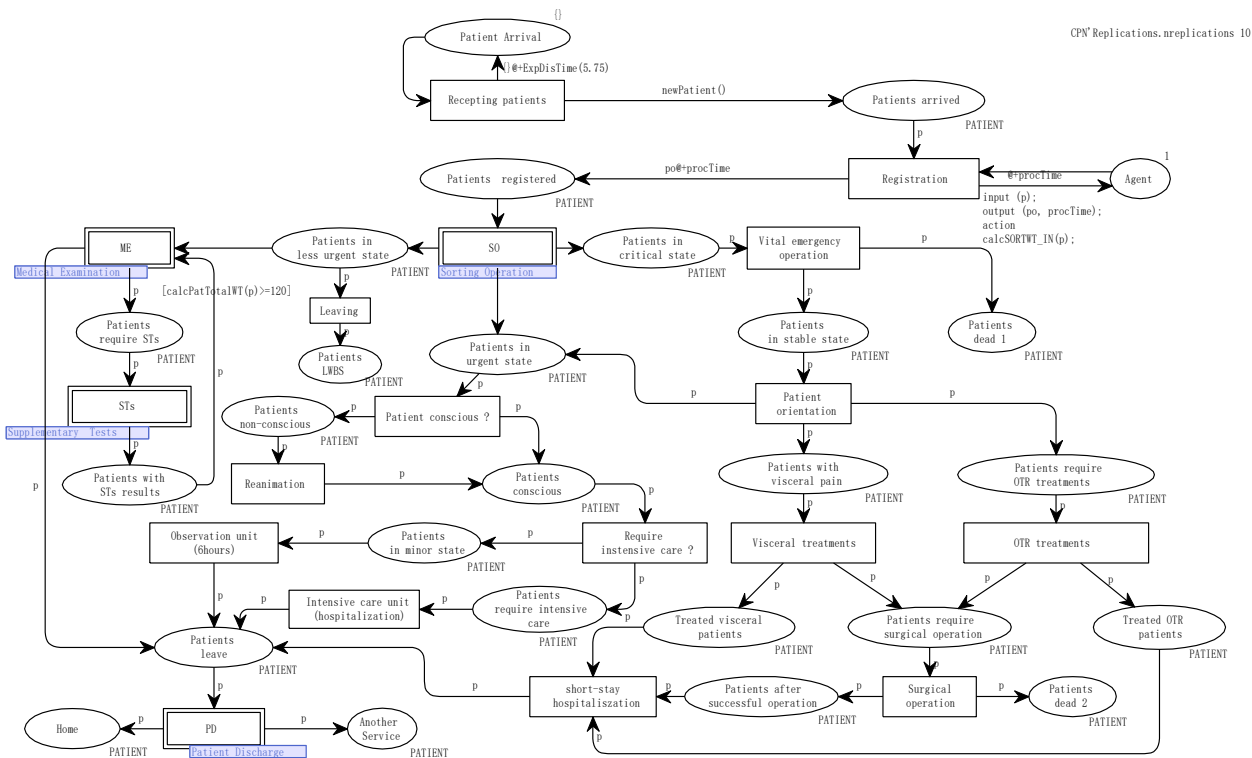 {}
Patient Arrival
CPN'Replications.nreplications 10
{}@+ExpDisTime(5.75)
Recepting patients
newPatient()
Patients arrived
PATIENT
p
1
po@+procTime
Patients registered
PATIENT
Registration
@+procTime
Agent
input (p);
output (po, procTime);
action
calcSORTWT_IN(p);
ME
Medical Examination
Patients in
less urgent state
PATIENT
SO
Sorting Operation
Patients in
critical state
PATIENT
p
Vital emergency
operation
p
p
[calcPatTotalWT(p)>=120]
p
p
Leaving
p
Patients
LWBS
PATIENT
Patients
require STs
PATIENT
p
Patients in
urgent state
PATIENT
p
Patients
in stable state
PATIENT
p
Patients
dead 1
PATIENT
p
STs
Supplementary Tests
p
Patients
non-conscious
PATIENT
p
Patient conscious ?
p
p
Patient
orientation
p
p
p
Patients with
STs results
PATIENT
p
p
Reanimation
p
Patients
conscious
PATIENT
p
Patients with
visceral pain
PATIENT
p
Patients require
OTR treatments
PATIENT
p
Observation unit
(6hours)
p
Patients
in minor state
PATIENT
p
Require
instensive care ?
p
Visceral treatments
p
p
OTR treatments
p
p
p
p
Intensive care unit
(hospitalization)
p
Patients
require intensive
care
PATIENT
Treated visceral
patients
PATIENT
Patients require
surgical operation
PATIENT
Treated OTR
patients
PATIENT
Patients
leave
PATIENT
p
p
p
short-stay
hospitaliszation
p
Patients after
successful operation
PATIENT
p
Surgical
operation
p
Patients
dead 2
PATIENT
p
p
Home
PATIENT
p
PD
Patient Discharge
p
Another
Service
PATIENT
p